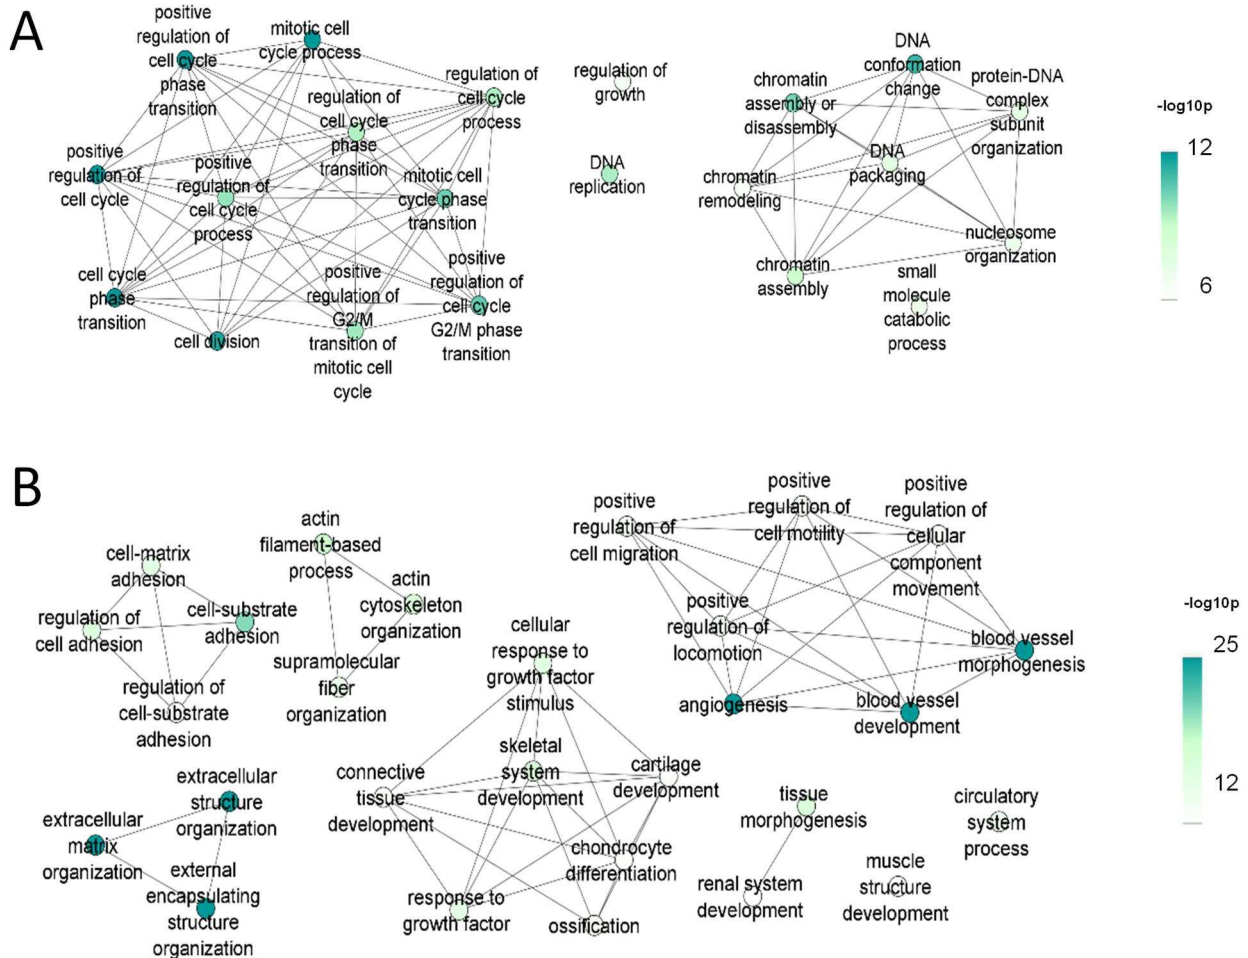 A
positive
regulation of
cell cycle
phase
transition
mitotic cell
cycle process
regulation of
cell cycle
process
regulation of
cell cycle
phase
transition
positive
regulation of
cell cycle
positive
regulation of
cell cycle
process
mitotic cell
cycle phase
transition
cell cycle
phase
transition
cell division
positive
regulation of
G2/M
transition of
mitotic cell
cycle
positive
regulation of
cell cycle
G2/M phase
transition
regulation of
growth
DNA
replication
DNA
conformation
change
chromatin
assembly or
disassembly
protein-DNA
complex
subunit
organization
DNA
packaging
chromatin
remodeling
nucleosome
organization
chromatin
assembly
small
molecule
catabolic
process
-log10p
12
6
B
cell-matrix
adhesion
regulation of
cell adhesion
cell-substrate
adhesion
regulation of
cell-substrate
adhesion
actin
filament-based
process
actin
cytoskeleton
organization
supramolecular
fiber
organization
extracellular
structure
organization
extracellular
matrix
organization
external
encapsulating
structure
organization
cellular
response to
growth factor
stimulus
skeletal
system
development
connective
tissue
development
cartilage
development
chondrocyte
differentiation
response to
growth factor
ossification
positive
regulation of
cell migration
positive
regulation of
cell motility
positive
regulation of
cellular
component
movement
positive
regulation of
locomotion
blood vessel
morphogenesis
angiogenesis
blood vessel
development
tissue
morphogenesis
renal system
development
circulatory
system
process
muscle
structure
development
-log10p
25
12